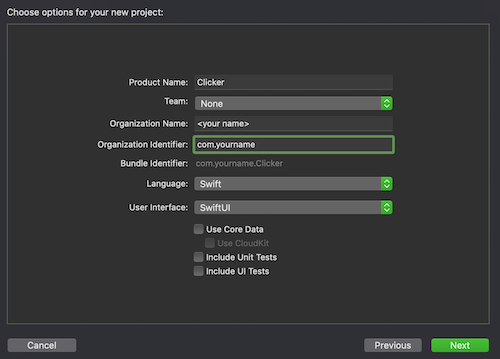 Choose options for your new project:
Product Name: Clicker
Team: None
Organization Name: <your name>
Organization Identifier: com.yourname
Bundle Identifier: com.yourname.Clicker
Language: Swift
User Interface: SwiftUI
Use Core Data
Use CloudKit
Include Unit Tests
Include UI Tests
Cancel Previous Next